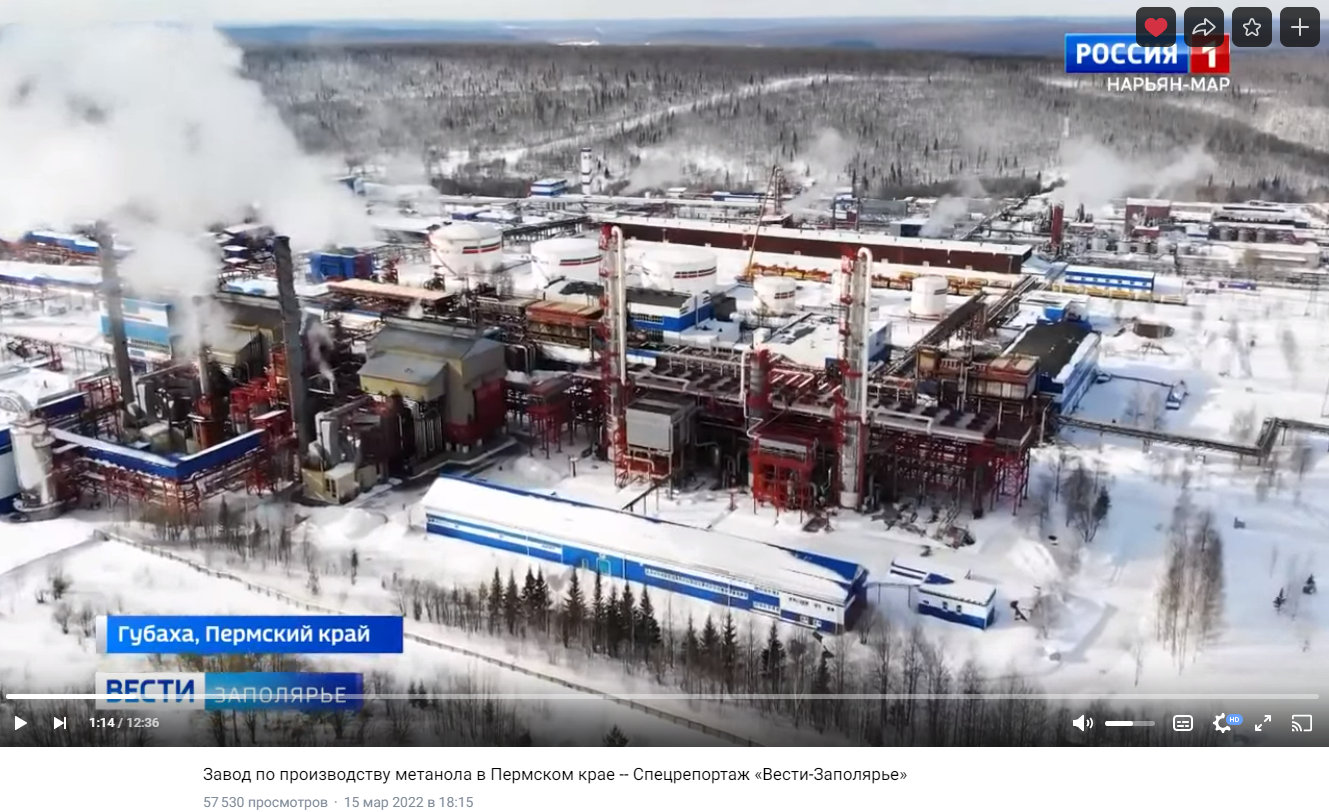 РОССИЯ 1
НАРЬЯН-МАР
Губаха, Пермский край
ВЕСТИ ЗАПОЛЯРЬЕ
1:14 / 12:36
HD
Завод по производству метанола в Пермском крае -- Спецрепортаж «Вести-Заполярье»
57 530 просмотров · 15 мар 2022 в 18:15